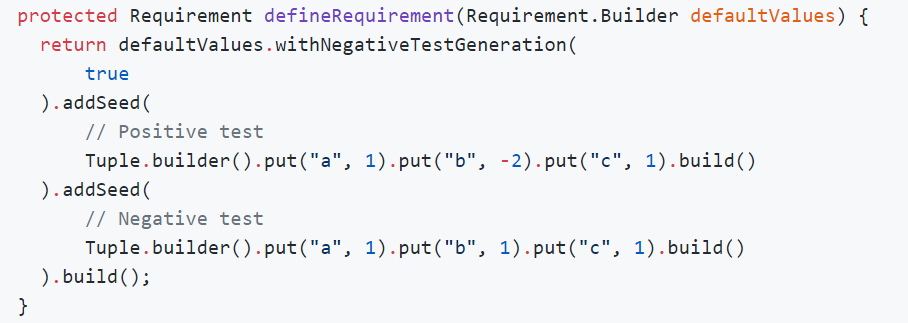 protected Requirement defineRequirement(Requirement.Builder defaultValues) {
  return defaultValues.withNegativeTestGeneration(
      true
  ).addSeed(
      // Positive test
      Tuple.builder().put("a", 1).put("b", -2).put("c", 1).build()
  ).addSeed(
      // Negative test
      Tuple.builder().put("a", 1).put("b", 1).put("c", 1).build()
  ).build();
}